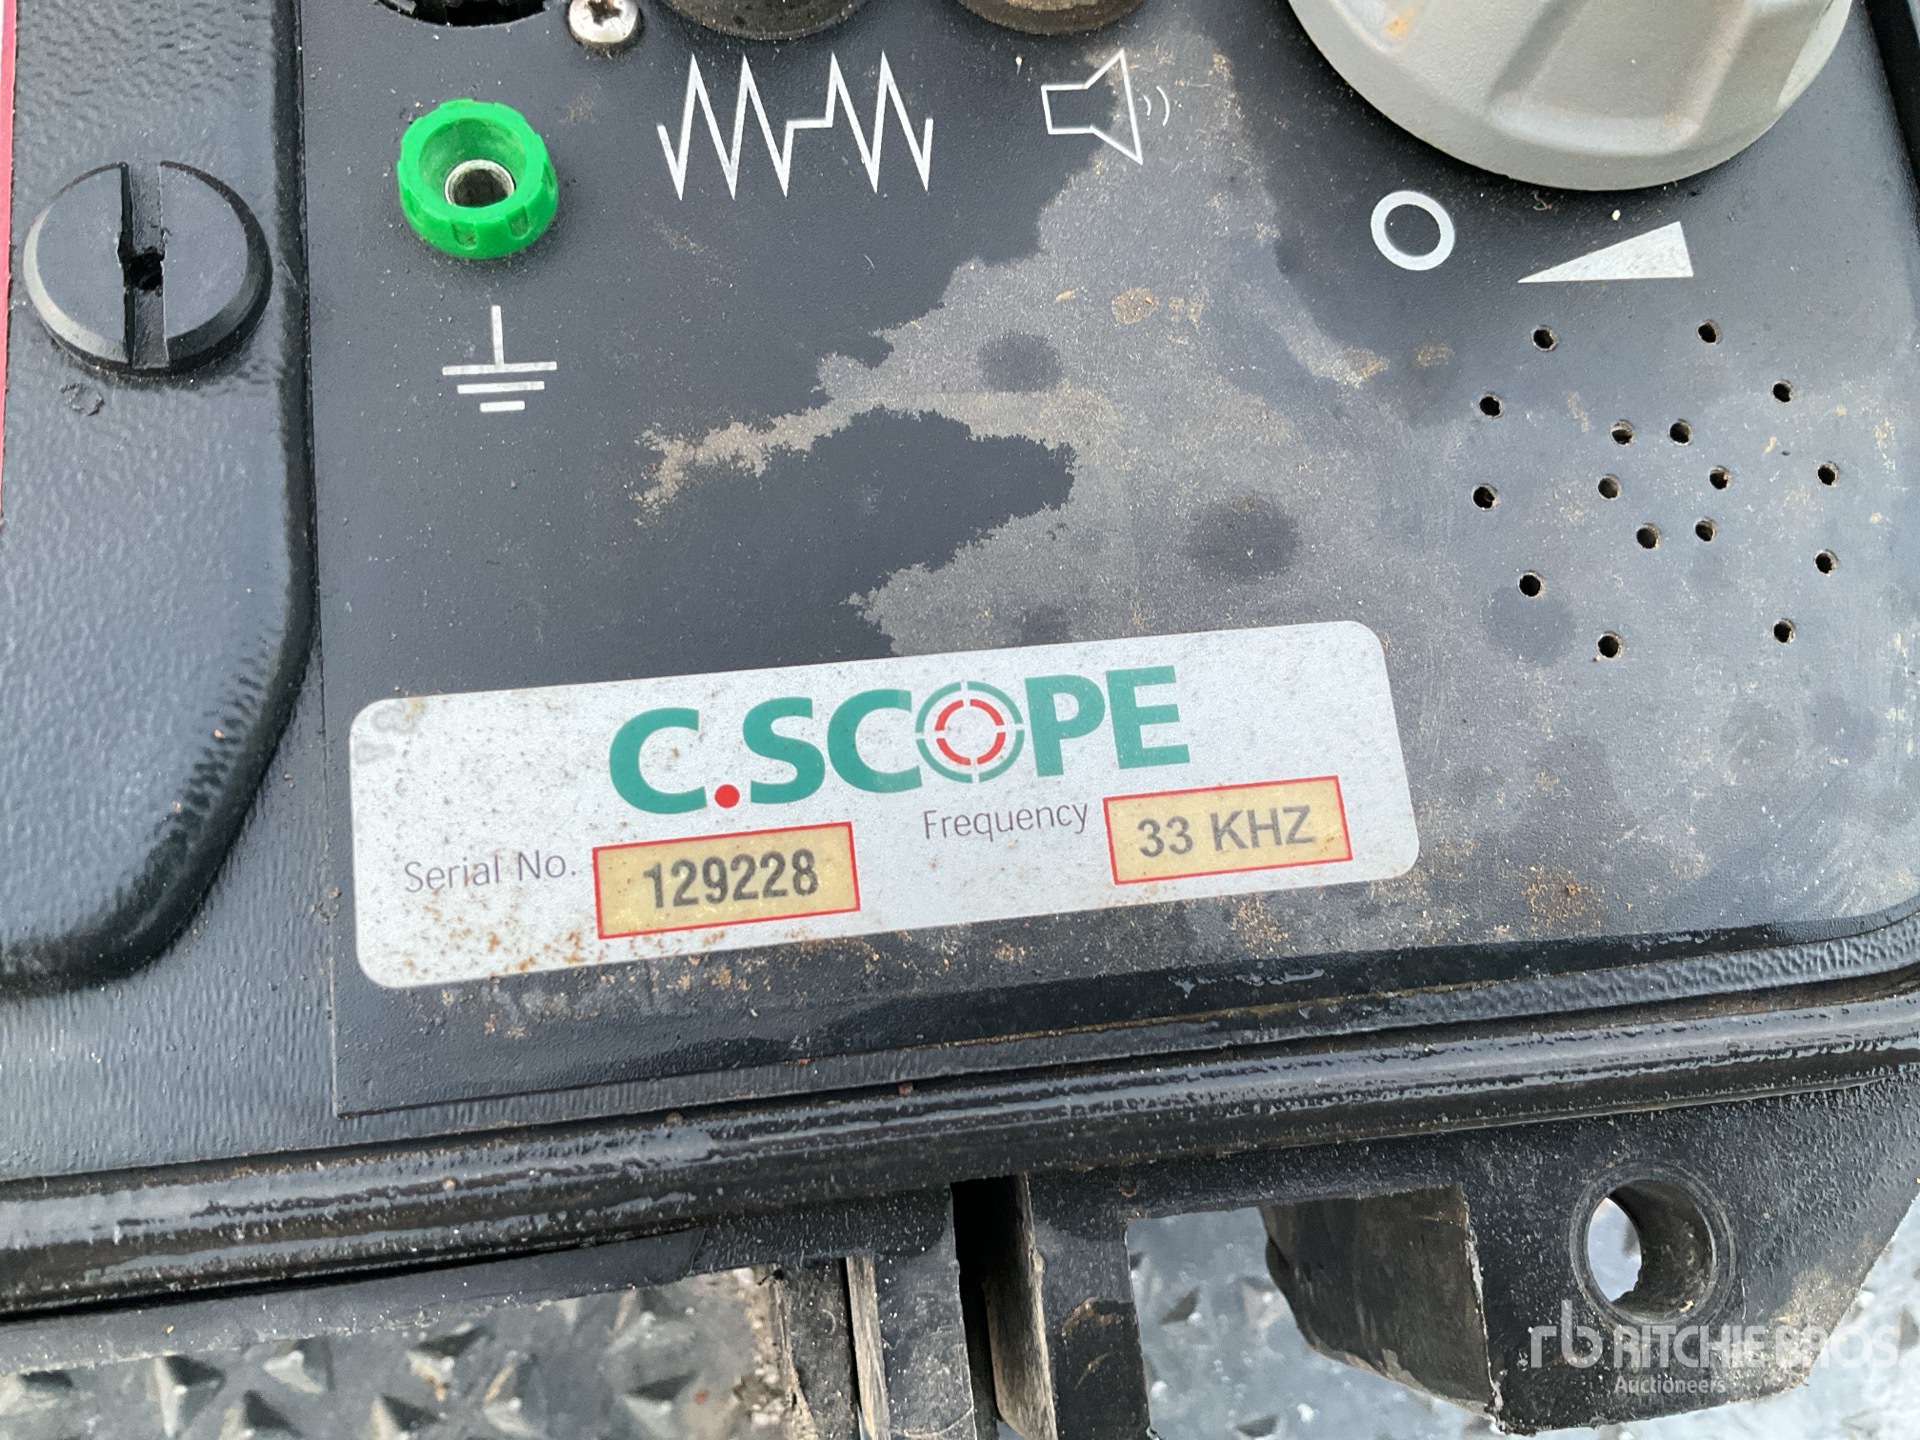 C.SCOPE
Serial No. 129228 Frequency 33 KHZ
rb RITCHIE BROS.
Auctioneers